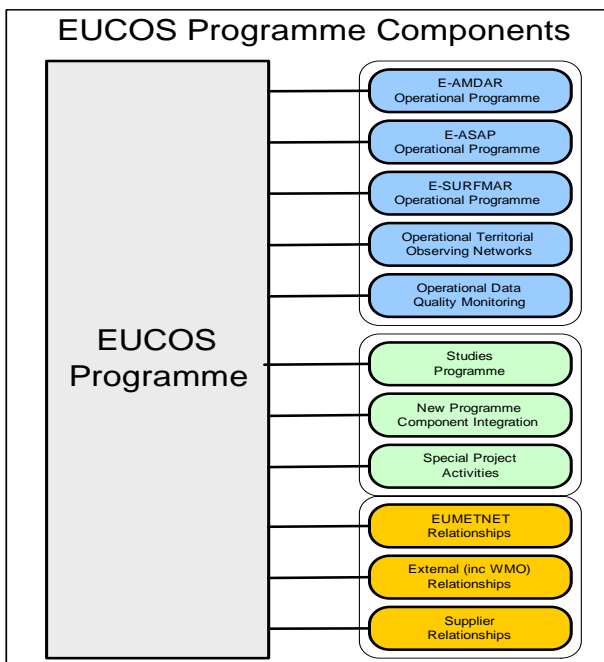 EUCOS Programme Components
EUCOS
Programme
E-AMDAR
Operational Programme
E-ASAP
Operational Programme
E-SURFMAR
Operational Programme
Operational Territorial
Observing Networks
Operational Data
Quality Monitoring
Studies
Programme
New Programme
Component Integration
Special Project
Activities
EUMETNET
Relationships
External (inc WMO)
Relationships
Supplier
Relationships